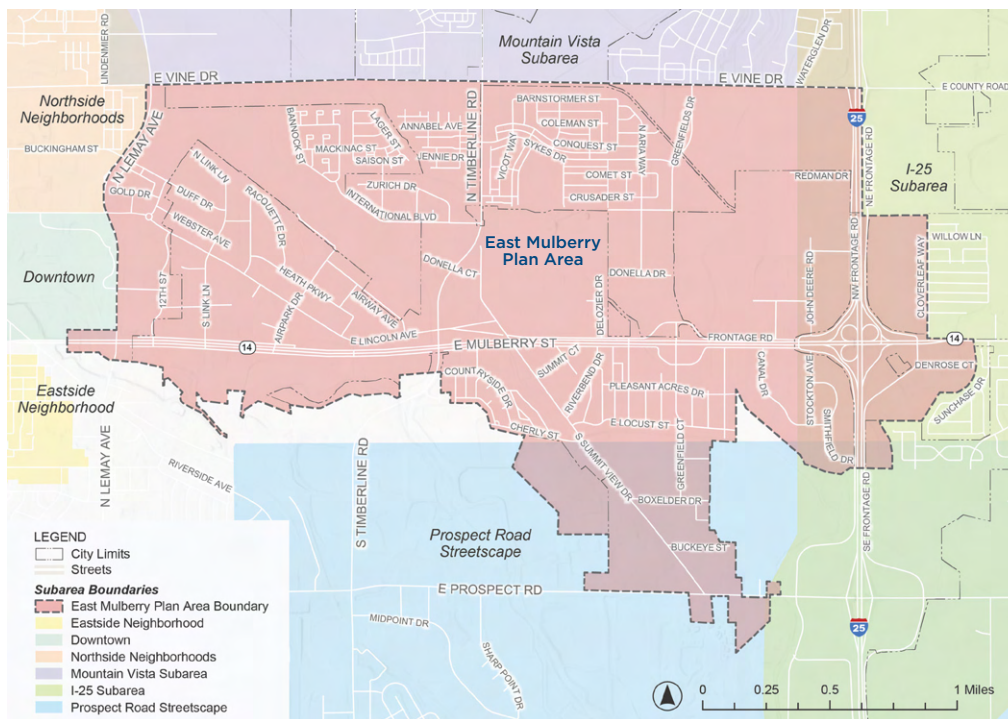 LINDENMIER RD
Mountain Vista
Subarea
WATERGLEN DR
E VINE DR
E VINE DR
E COUNTY ROAD
Northside
Neighborhoods
BUCKINGHAM ST
N LEMAY AVE
BANNOCK ST
LAGER ST
MACKINAC ST
SAISON ST
ANNABEL AVE
JENNIE DR
N TIMBERLINE RD
BARNSTORMER ST
COLEMAN ST
CONQUEST ST
SYKES DR
VICOT WAY
COMET ST
CRUSADER ST
N ARIA WAY
GREENFIELDS DR
25
NE FRONTAGE RD
I-25
Subarea
REDMAN DR
GOLD DR
N LINK LN
DUFF DR
RACQUETTE DR
ZURICH DR
INTERNATIONAL BLVD
WEBSTER AVE
East Mulberry
Plan Area
WILLOW LN
Downtown
12TH ST
S LINK LN
HEATH PKWY
AIRPARK DR
AIRWAY AVE
DONELLA CT
DELOZIER DR
DONELLA DR
JOHN DEERE RD
NW FRONTAGE RD
CLOVERLEAF WAY
E LINCOLN AVE
14
E MULBERRY ST
FRONTAGE RD
14
Eastside
Neighborhood
COUNTRYSIDE DR
SUMMIT CT
RIVERBEND DR
PLEASANT ACRES DR
CANAL DR
STOCKTON AVE
DENROSE CT
SUNCHASE DR
N LEMAY AVE
CHERLY ST
E LOCUST ST
SMITHFIELD DR
RIVERSIDE AVE
S TIMBERLINE RD
S SUMMIT VIEW DR
GREENFIELD CT
SE FRONTAGE RD
BOXELDER DR
Prospect Road
Streetscape
BUCKEYE ST
E PROSPECT RD
MIDPOINT DR
SHARP POINT DR
25
LEGEND
City Limits
Streets
Subarea Boundaries
East Mulberry Plan Area Boundary
Eastside Neighborhood
Downtown
Northside Neighborhoods
Mountain Vista Subarea
I-25 Subarea
Prospect Road Streetscape
0 0.25 0.5 1 Miles